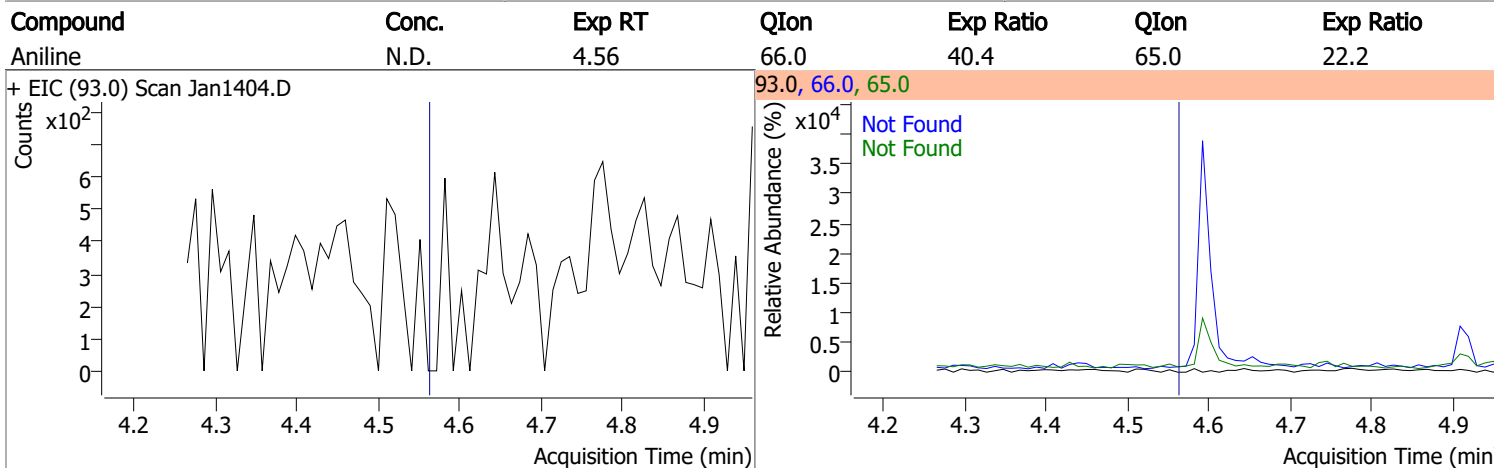 Compound Conc. Exp RT QIon Exp Ratio QIon Exp Ratio
Aniline N.D. 4.56 66.0 40.4 65.0 22.2
+ EIC (93.0) Scan Jan1404.D
Counts
x10²
6
5
4
3
2
1
0
4.2 4.3 4.4 4.5 4.6 4.7 4.8 4.9
Acquisition Time (min)
93.0, 66.0, 65.0
Relative Abundance (%)
x10⁴
Not Found
Not Found
3.5
3
2.5
2
1.5
1
0.5
0
4.2 4.3 4.4 4.5 4.6 4.7 4.8 4.9
Acquisition Time (min